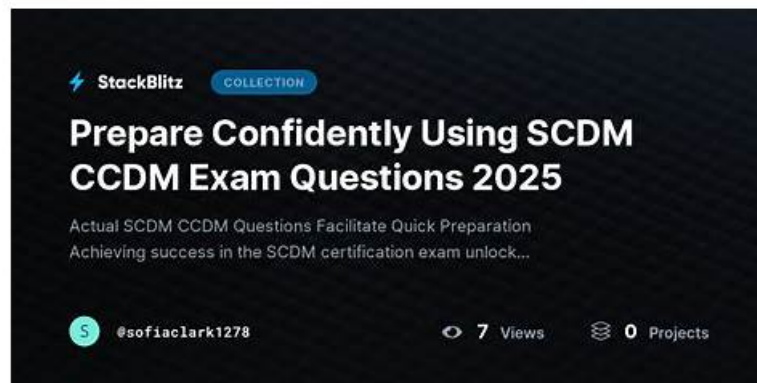 StackBlitz COLLECTION
Prepare Confidently Using SCDM
CCDM Exam Questions 2025
Actual SCDM CCDM Questions Facilitate Quick Preparation
Achieving success in the SCDM certification exam unlock...
S @sofiaclark1278 7 Views 0 Projects